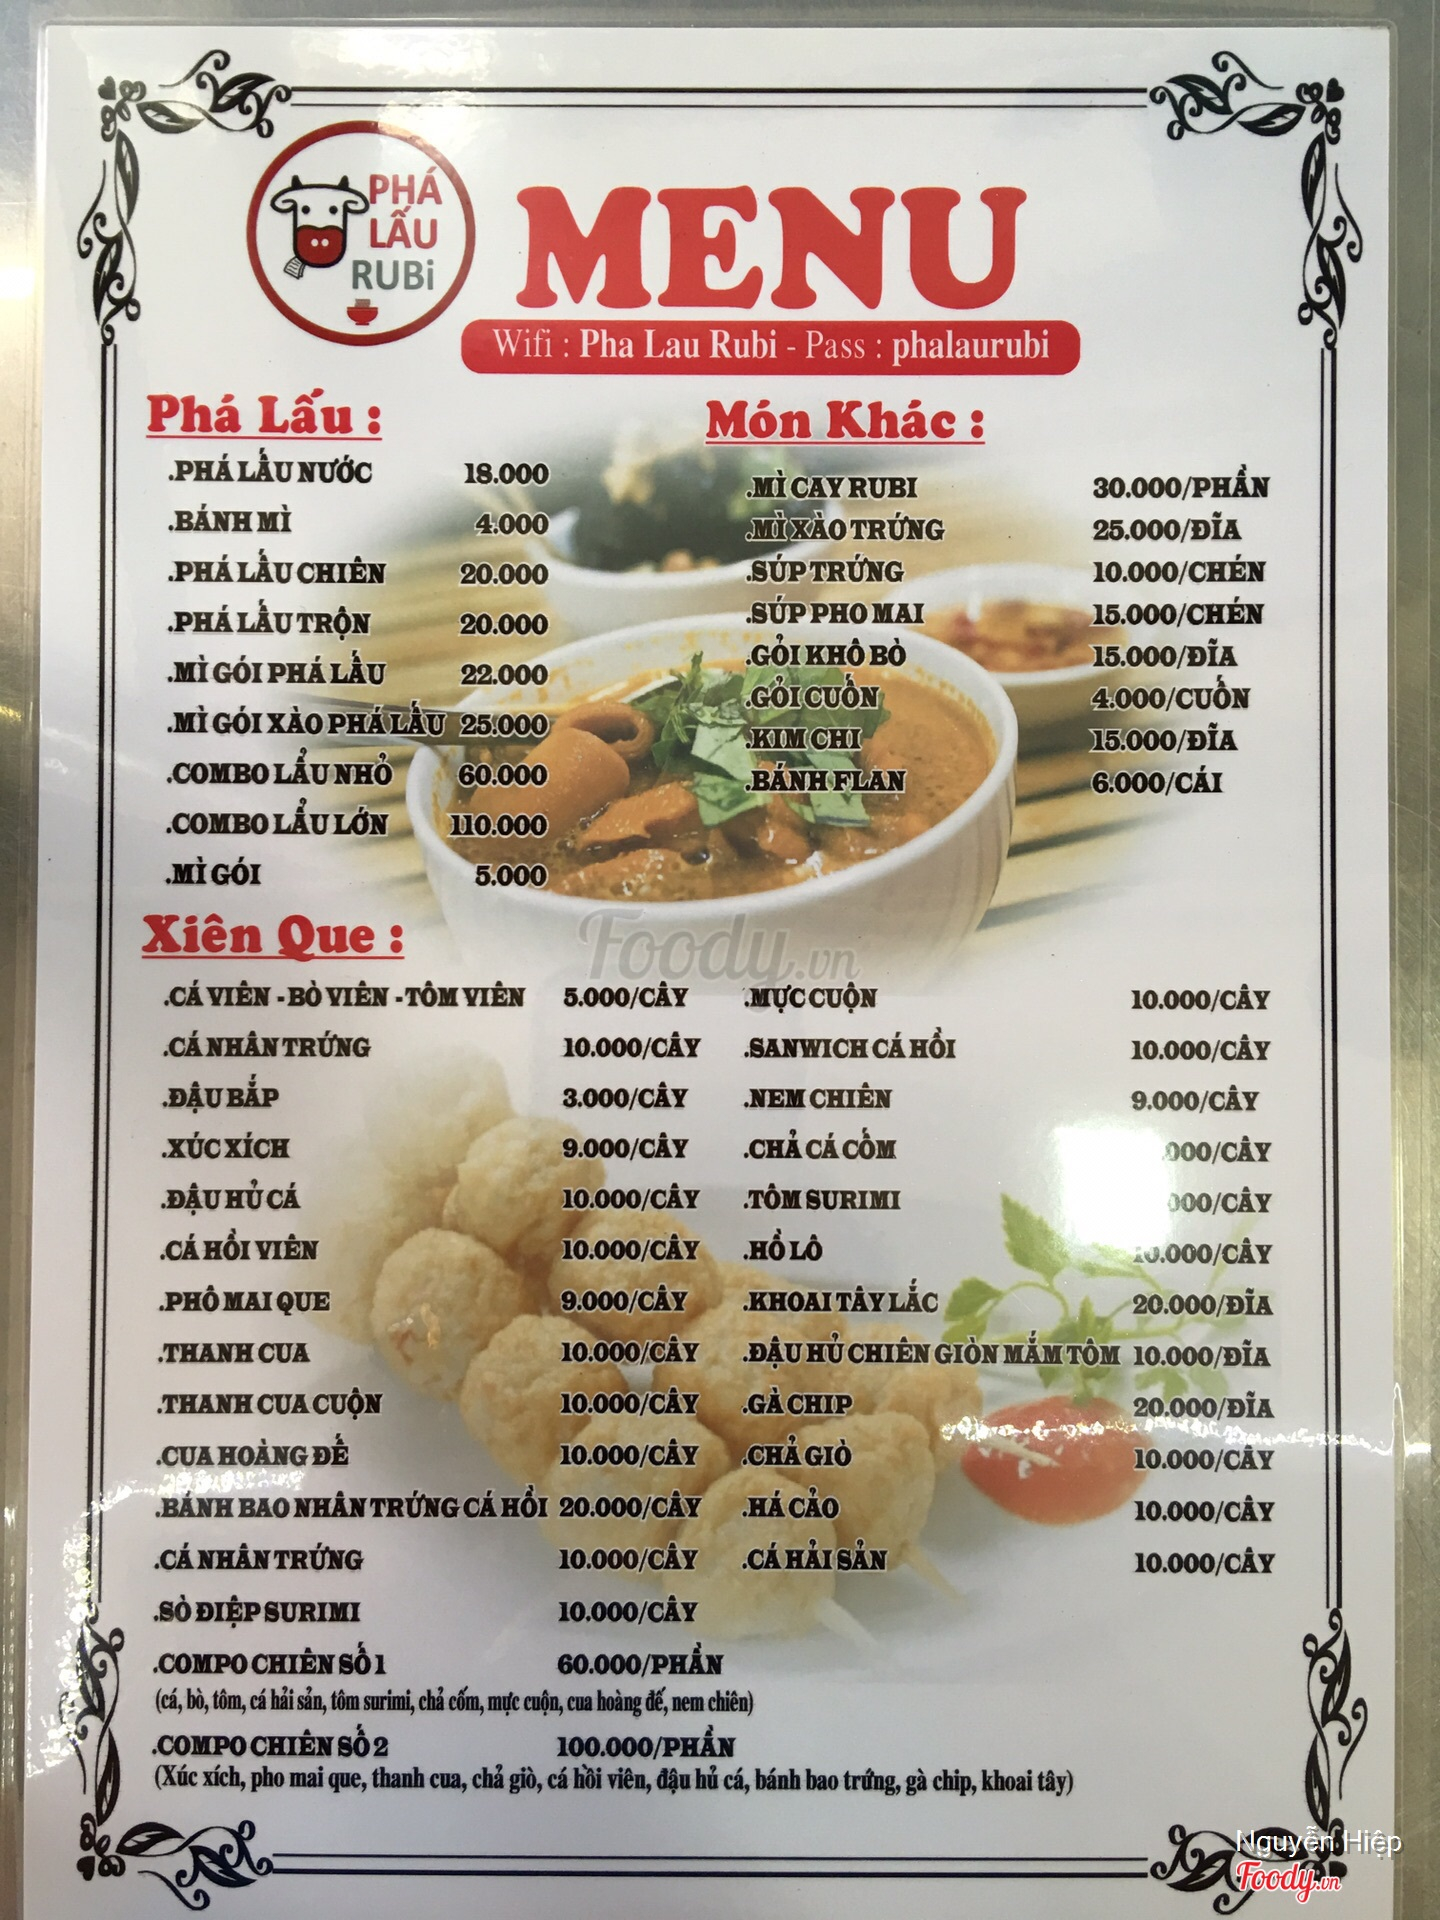 PHÁ
LẤU
RUBi
MENU
Wifi : Pha Lau Rubi - Pass : phalaurubi
Phá Lấu :
.PHÁ LẤU NƯỚC 18.000
.BÁNH MÌ 4.000
.PHÁ LẤU CHIÊN 20.000
.PHÁ LẤU TRỘN 20.000
.MÌ GÓI PHÁ LẤU 22.000
.MÌ GÓI XÀO PHÁ LẤU 25.000
.COMBO LẨU NHỎ 60.000
.COMBO LẨU LỚN 110.000
.MÌ GÓI 5.000
Món Khác :
.MÌ CAY RUBI 30.000/PHẦN
.MÌ XÀO TRỨNG 25.000/ĐĨA
.SÚP TRỨNG 10.000/CHÉN
.SÚP PHO MAI 15.000/CHÉN
.GỎI KHÔ BÒ 15.000/ĐĨA
.GỎI CUỐN 4.000/CUỐN
.KIM CHI 15.000/ĐĨA
.BÁNH FLAN 6.000/CÁI
Xiên Que :
.CÁ VIÊN - BÒ VIÊN - TÔM VIÊN 5.000/CÂY
.CÁ NHÂN TRỨNG 10.000/CÂY
.ĐẬU BẮP 3.000/CÂY
.XÚC XÍCH 9.000/CÂY
.ĐẬU HỦ CÁ 10.000/CÂY
.CÁ HỒI VIÊN 10.000/CÂY
.PHÔ MAI QUE 9.000/CÂY
.THANH CUA 10.000/CÂY
.THANH CUA CUỘN 10.000/CÂY
.CUA HOÀNG ĐẾ 10.000/CÂY
.BÁNH BAO NHÂN TRỨNG CÁ HỒI 20.000/CÂY
.CÁ NHÂN TRỨNG 10.000/CÂY
.SÒ ĐIỆP SURIMI 10.000/CÂY
.COMPO CHIÊN SỐ 1 60.000/PHẦN
(cá, bò, tôm, cá hải sản, tôm surimi, chả cốm, mực cuộn, cua hoàng đế, nem chiên)
.COMPO CHIÊN SỐ 2 100.000/PHẦN
(Xúc xích, pho mai que, thanh cua, chả giò, cá hồi viên, đậu hủ cá, bánh bao trứng, gà chip, khoai tây)
.MỰC CUỘN 10.000/CÂY
.SANWICH CÁ HỒI 10.000/CÂY
.NEM CHIÊN 9.000/CÂY
.CHẢ CÁ CỐM 000/CÂY
.TÔM SURIMI 000/CÂY
.HỒ LÔ 10.000/CÂY
.KHOAI TÂY LẮC 20.000/ĐĨA
.ĐẬU HỦ CHIÊN GIÒN MẮM TÔM 10.000/ĐĨA
.GÀ CHIP 20.000/ĐĨA
.CHẢ GIÒ 10.000/CÂY
.HÁ CẢO 10.000/CÂY
.CÁ HẢI SẢN 10.000/CÂY
Foody.vn
Nguyễn Hiệp
Foody.vn